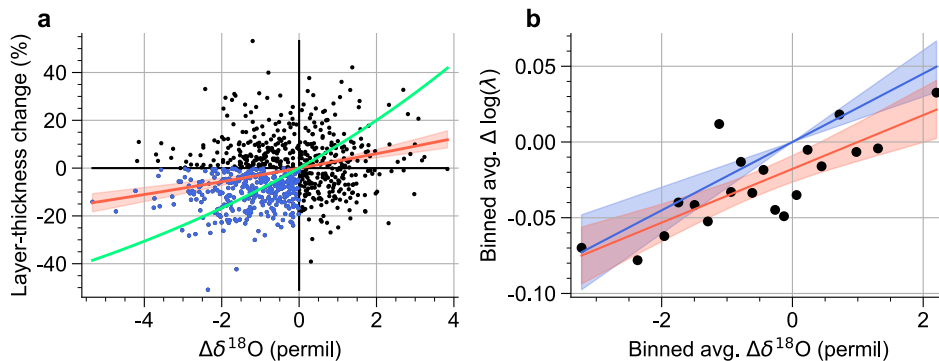 a
b
Layer-thickness change (%)
40
20
0
-20
-40
-4
-2
0
2
4
Δδ¹⁸O (permil)
Binned avg. Δ log(λ)
0.05
0.00
-0.05
-0.10
-2
0
2
Binned avg. Δδ¹⁸O (permil)